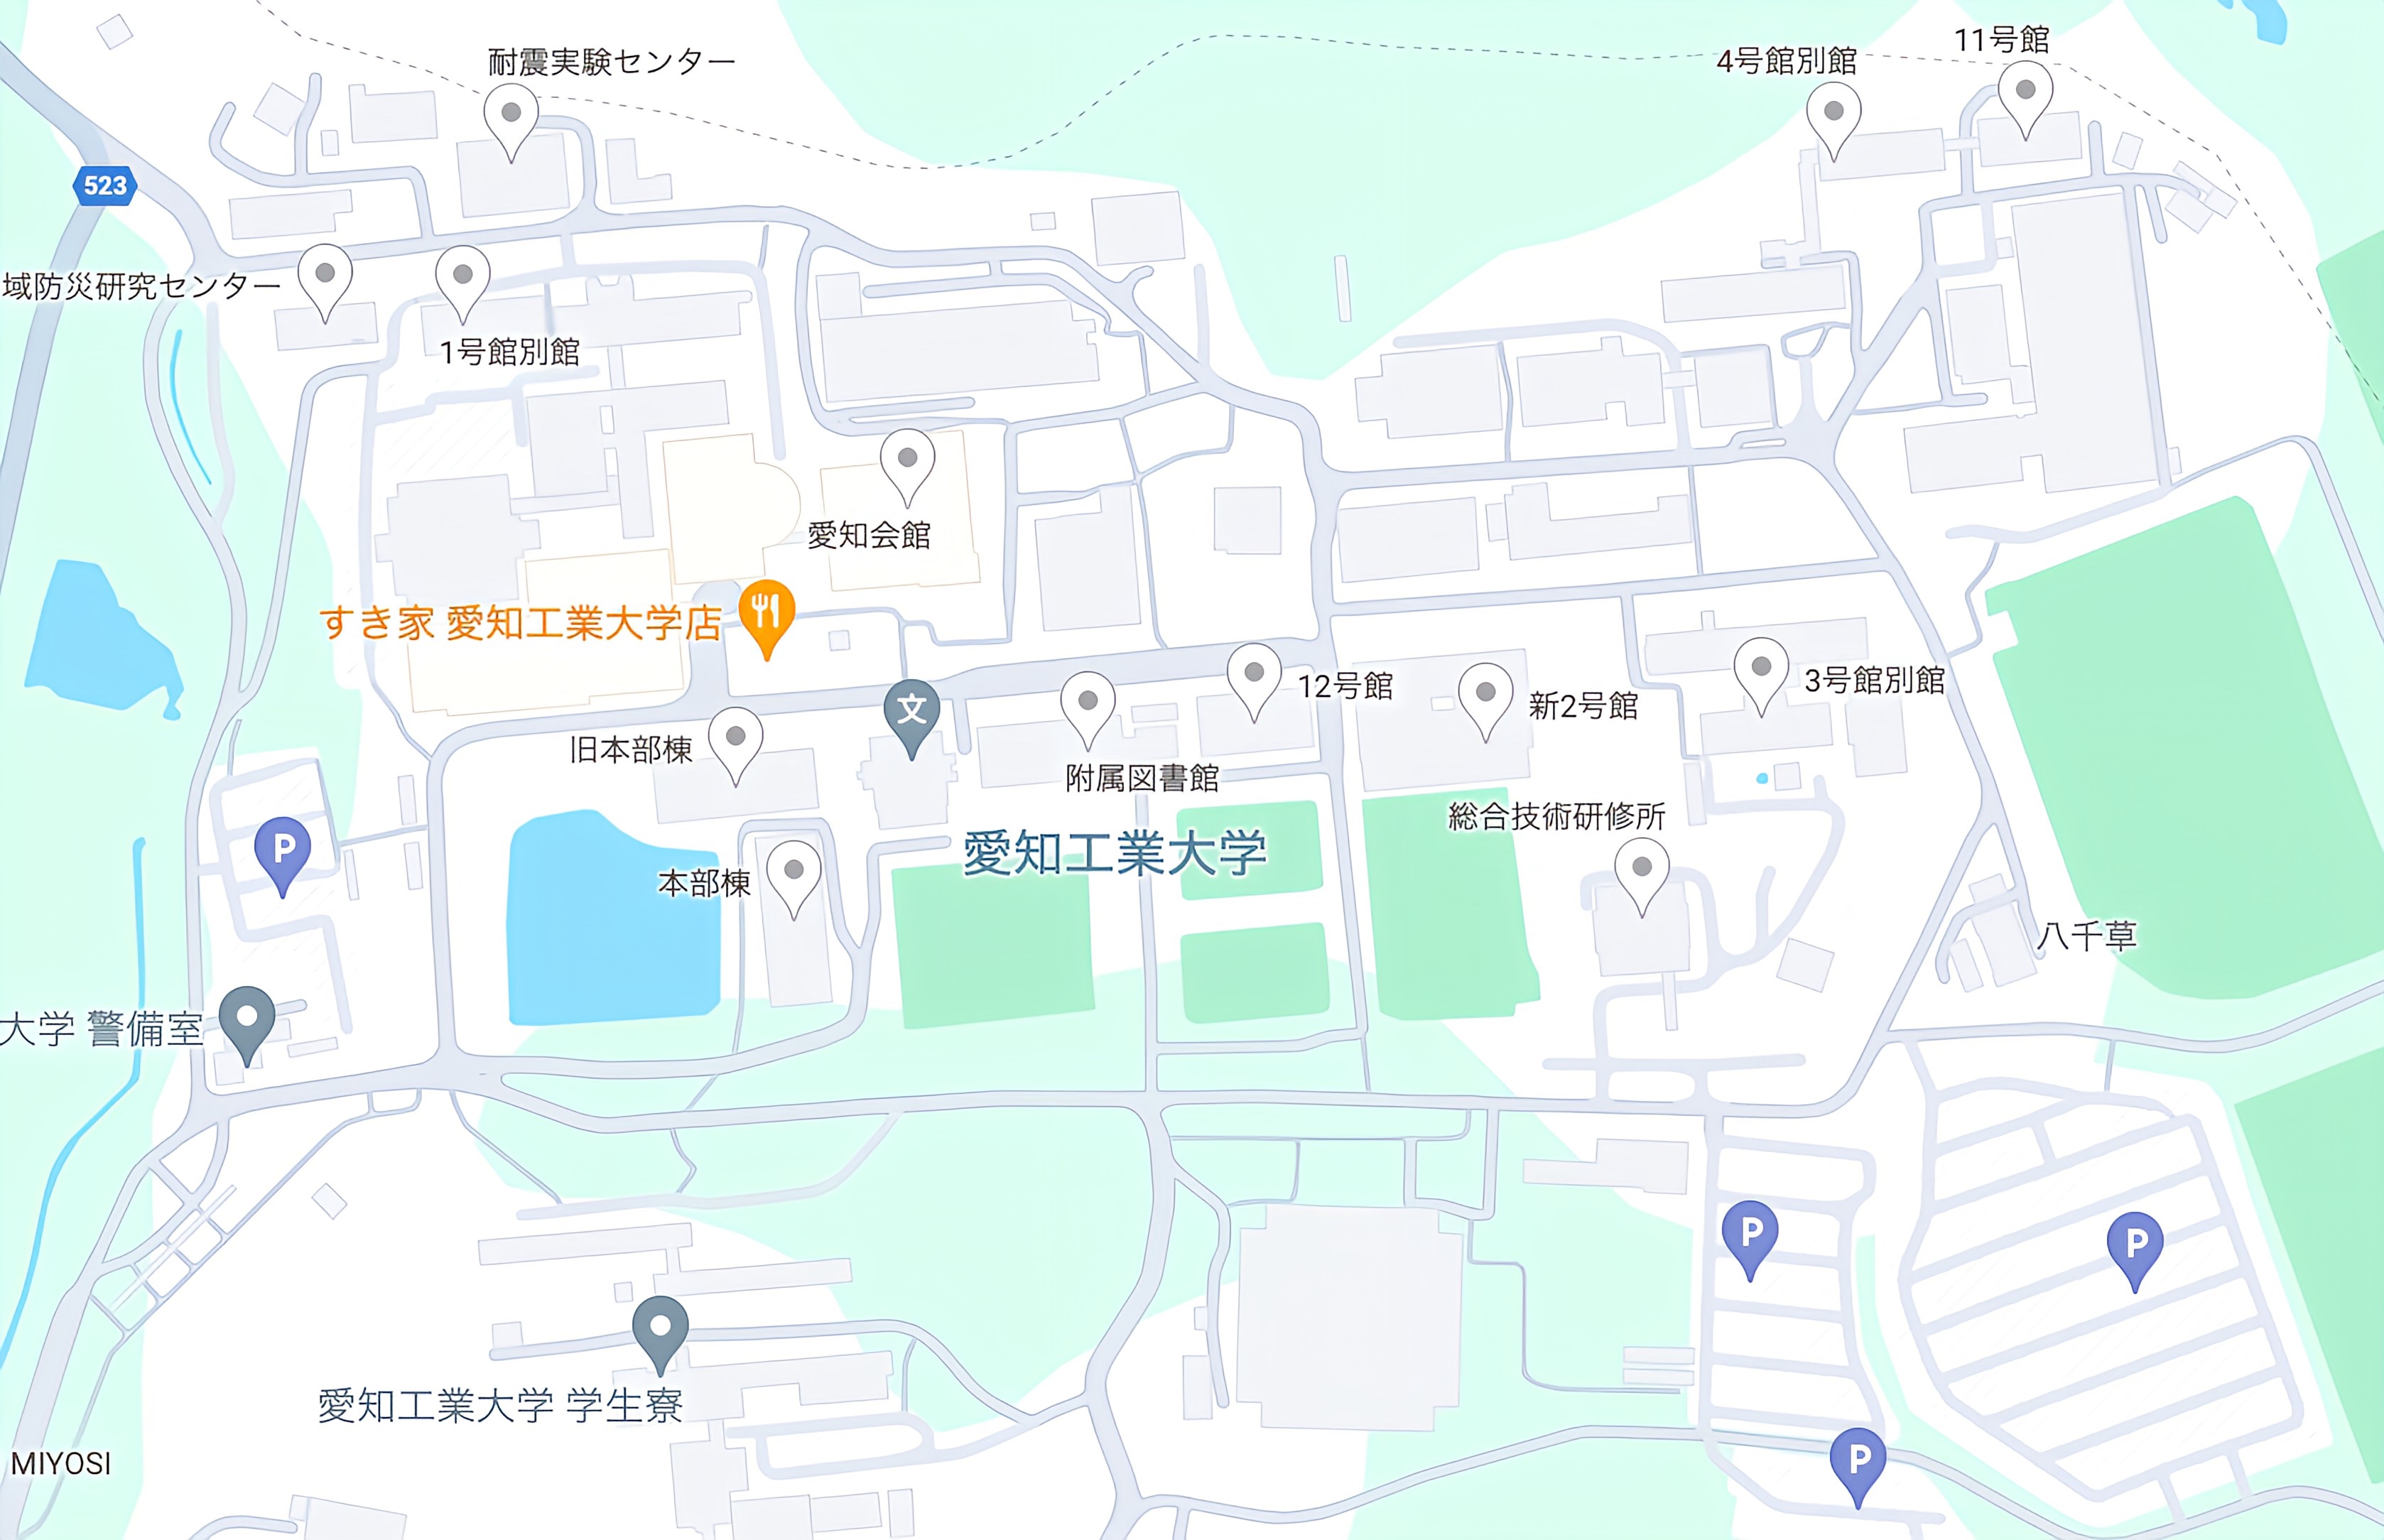 11号館
耐震実験センター
4号館別館
523
域防災研究センター
1号館別館
愛知会館
すき家 愛知工業大学店
文
12号館
3号館別館
新2号館
旧本部棟
附属図書館
総合技術研修所
P
愛知工業大学
本部棟
八千草
大学 警備室
P
P
愛知工業大学 学生寮
MIYOSI
P